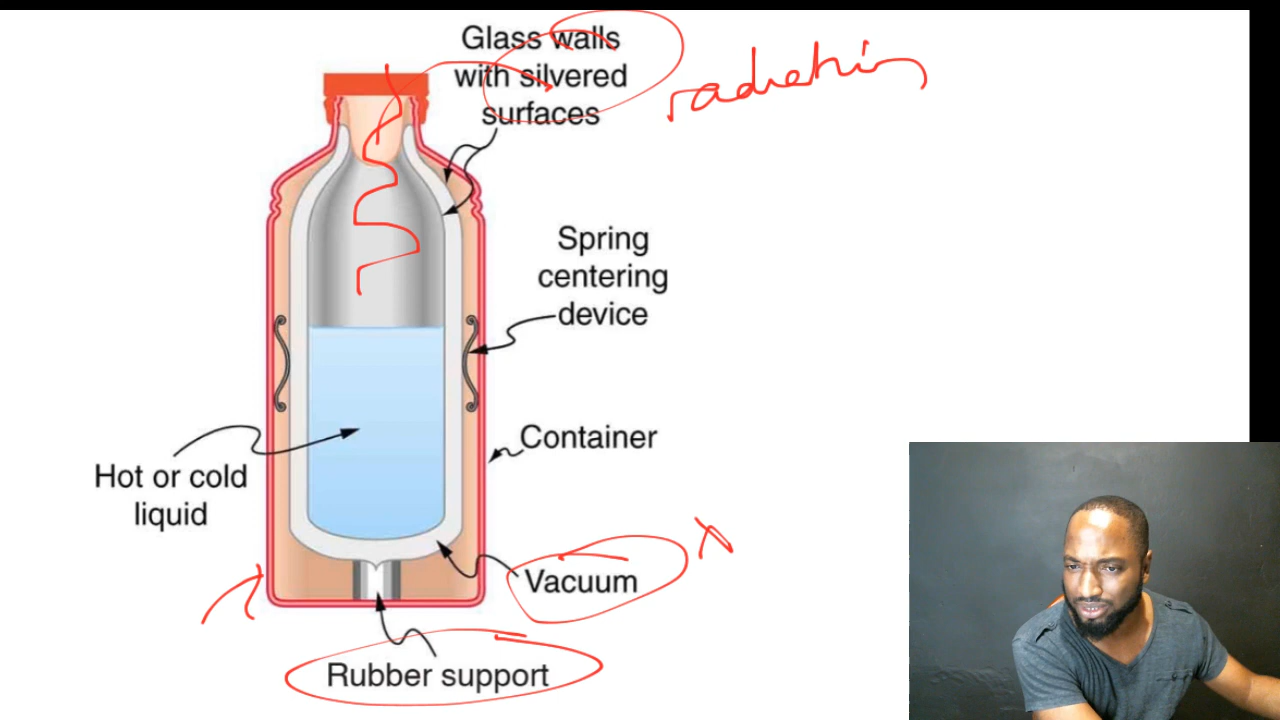 Glass walls
with silvered
surfaces
radiation
Spring
centering
device
Container
Hot or cold
liquid
Vacuum
Rubber support